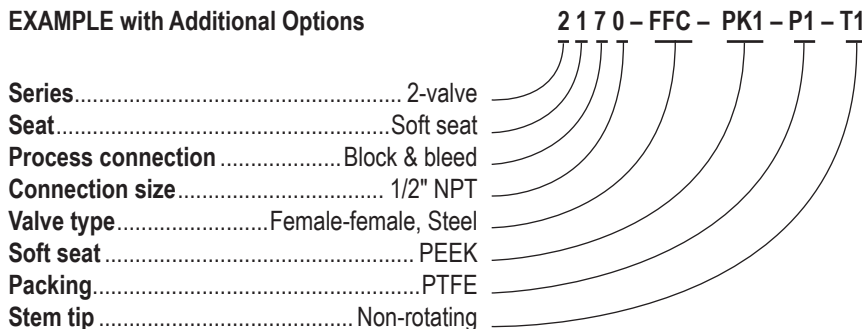 EXAMPLE with Additional Options 2 1 7 0 – FFC – PK1 – P1 – T1
Series.................................................. 2-valve
Seat...................................................Soft seat
Process connection.....................Block & bleed
Connection size................................ 1/2" NPT
Valve type.......................Female-female, Steel
Soft seat................................................ PEEK
Packing..................................................PTFE
Stem tip....................................... Non-rotating